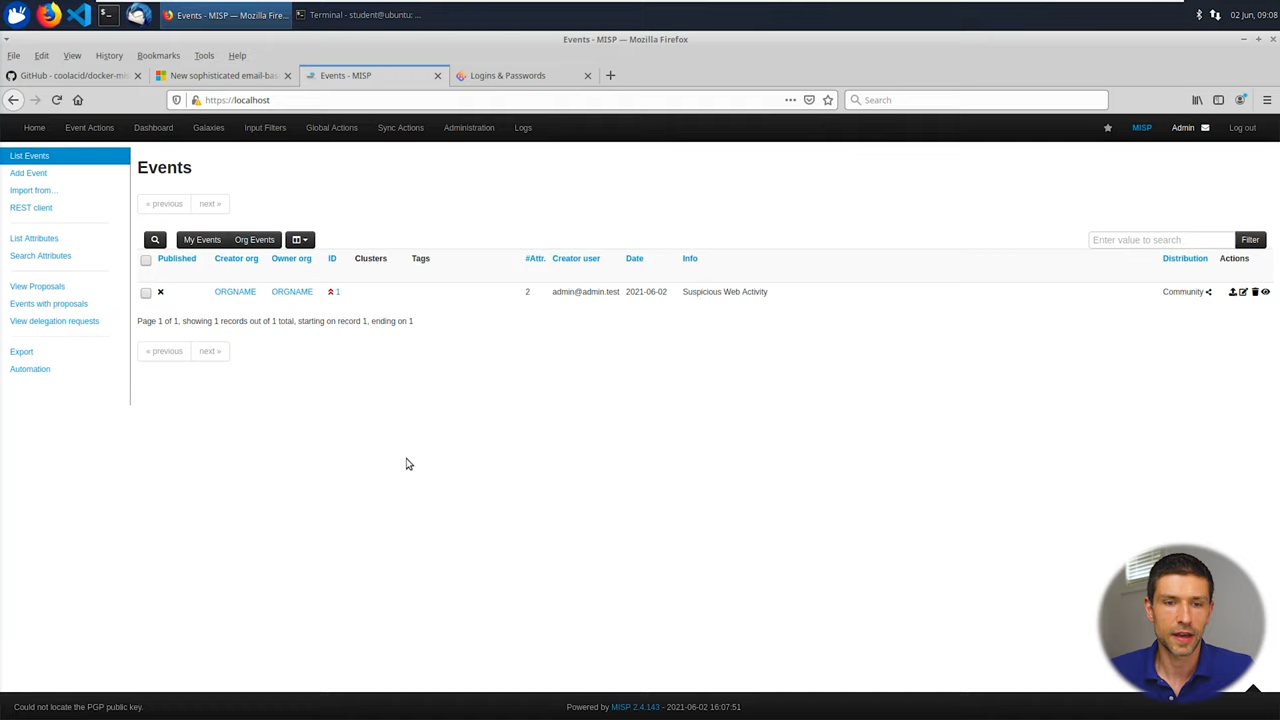 Events - MISP — Mozilla Fire...
Terminal - student@ubuntu: ...
02 Jun, 09:08
Events - MISP — Mozilla Firefox
File Edit View History Bookmarks Tools Help
GitHub - coolacid/docker-mis
New sophisticated email-bas
Events - MISP
Logins & Passwords
https://localhost
Search
Home Event Actions Dashboard Galaxies Input Filters Global Actions Sync Actions Administration Logs MISP Admin Log out
List Events
Add Event
Import from...
REST client
List Attributes
Search Attributes
View Proposals
Events with proposals
View delegation requests
Export
Automation
Events
« previous next »
My Events Org Events Enter value to search Filter
Published Creator org Owner org ID Clusters Tags #Attr. Creator user Date Info Distribution Actions
ORGNAME ORGNAME 1 2 admin@admin.test 2021-06-02 Suspicious Web Activity Community
Page 1 of 1, showing 1 records out of 1 total, starting on record 1, ending on 1
« previous next »
Could not locate the PGP public key. Powered by MISP 2.4.143 - 2021-06-02 16:07:51